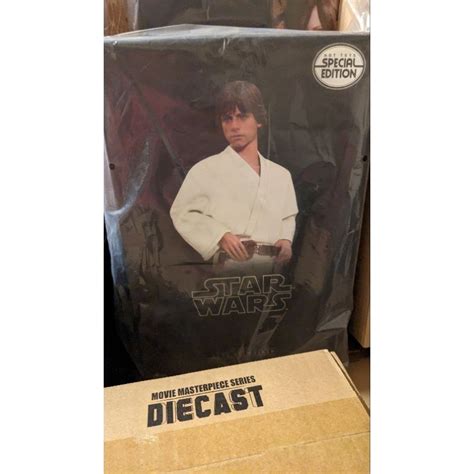 HOT TOYS
SPECIAL
EDITION
STAR
WARS
MOVIE MASTERPIECE SERIES
DIECAST